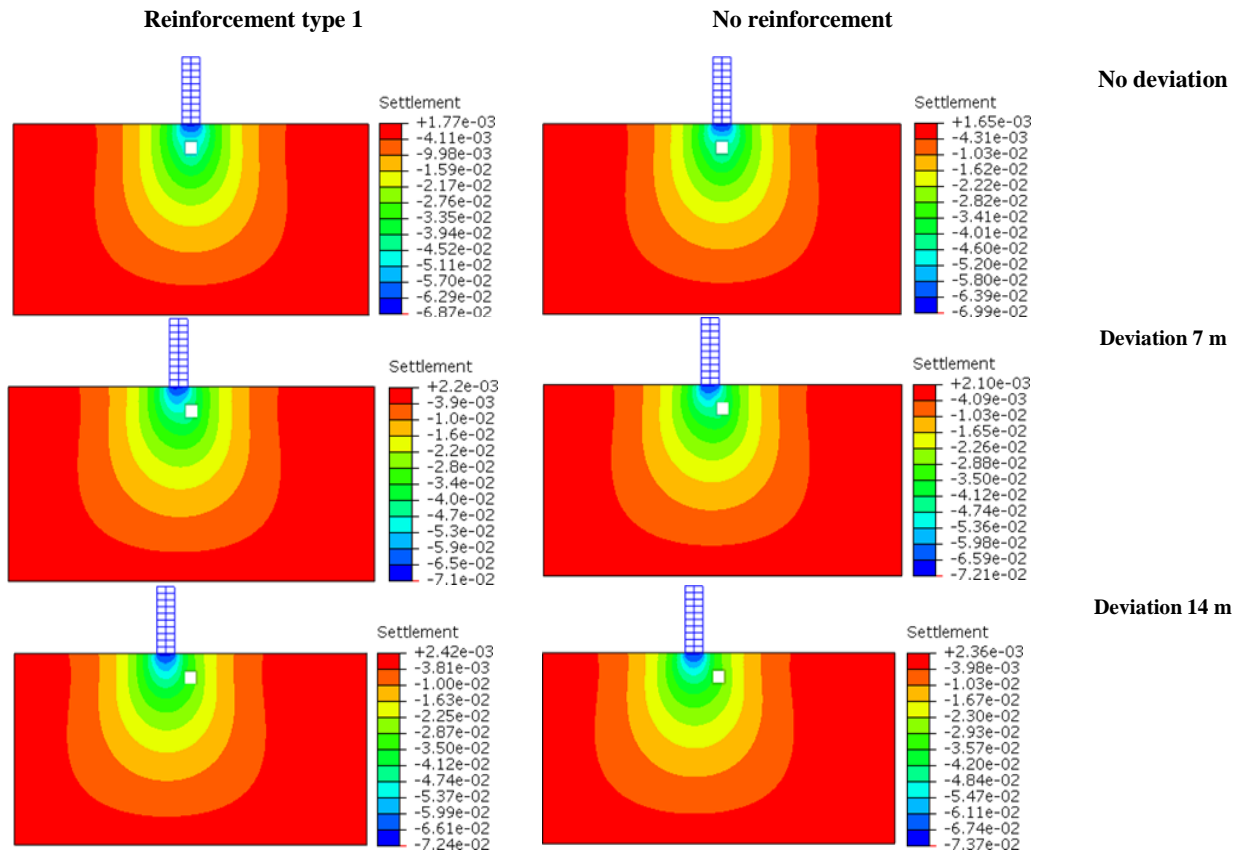 Reinforcement type 1
No reinforcement
No deviation
Settlement
+1.77e-03
-4.11e-03
-9.98e-03
-1.59e-02
-2.17e-02
-2.76e-02
-3.35e-02
-3.94e-02
-4.52e-02
-5.11e-02
-5.70e-02
-6.29e-02
-6.87e-02
Settlement
+1.65e-03
-4.31e-03
-1.03e-02
-1.62e-02
-2.22e-02
-2.82e-02
-3.41e-02
-4.01e-02
-4.60e-02
-5.20e-02
-5.80e-02
-6.39e-02
-6.99e-02
Deviation 7 m
Settlement
+2.2e-03
-3.9e-03
-1.0e-02
-1.6e-02
-2.2e-02
-2.8e-02
-3.4e-02
-4.0e-02
-4.7e-02
-5.3e-02
-5.9e-02
-6.5e-02
-7.1e-02
Settlement
+2.10e-03
-4.09e-03
-1.03e-02
-1.65e-02
-2.26e-02
-2.88e-02
-3.50e-02
-4.12e-02
-4.74e-02
-5.36e-02
-5.98e-02
-6.59e-02
-7.21e-02
Deviation 14 m
Settlement
+2.42e-03
-3.81e-03
-1.00e-02
-1.63e-02
-2.25e-02
-2.87e-02
-3.50e-02
-4.12e-02
-4.74e-02
-5.37e-02
-5.99e-02
-6.61e-02
-7.24e-02
Settlement
+2.36e-03
-3.98e-03
-1.03e-02
-1.67e-02
-2.30e-02
-2.93e-02
-3.57e-02
-4.20e-02
-4.84e-02
-5.47e-02
-6.11e-02
-6.74e-02
-7.37e-02